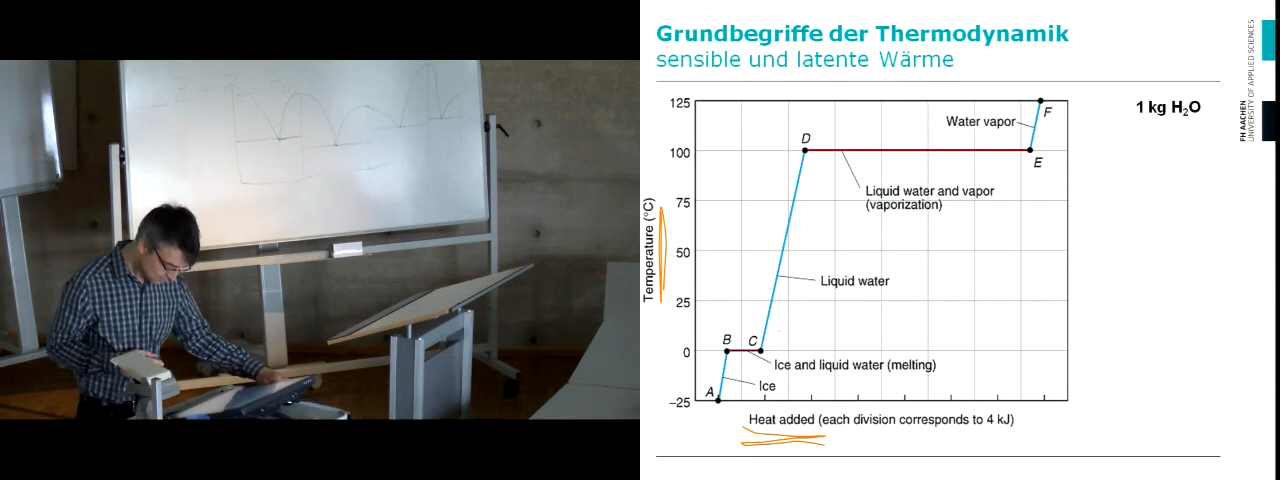 Grundbegriffe der Thermodynamik
sensible und latente Wärme
FH AACHEN
UNIVERSITY OF APPLIED SCIENCES
1 kg H₂O
125
100
75
50
25
0
−25
Temperature (°C)
A
B
C
D
E
F
Water vapor
Liquid water and vapor
(vaporization)
Liquid water
Ice and liquid water (melting)
Ice
Heat added (each division corresponds to 4 kJ)